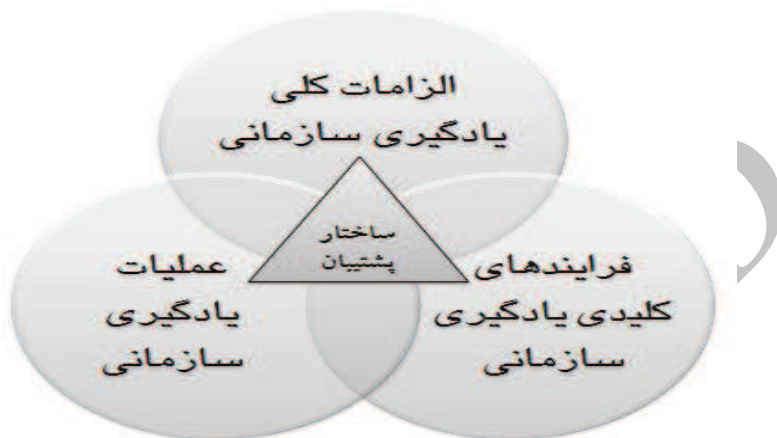 الزامات کلی
یادگیری سازمانی
ساختار
پشتیبان
فرایندهای
کلیدی یادگیری
سازمانی
عملیات
یادگیری
سازمانی